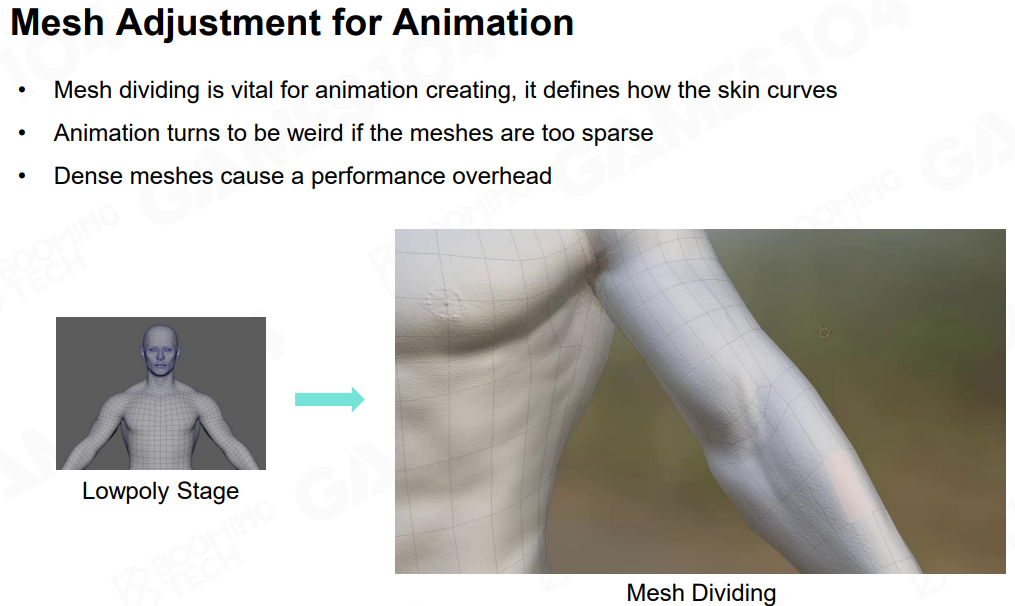 Mesh Adjustment for Animation
• Mesh dividing is vital for animation creating, it defines how the skin curves
• Animation turns to be weird if the meshes are too sparse
• Dense meshes cause a performance overhead
Lowpoly Stage
Mesh Dividing
GAMES104
BOOMING
TECH